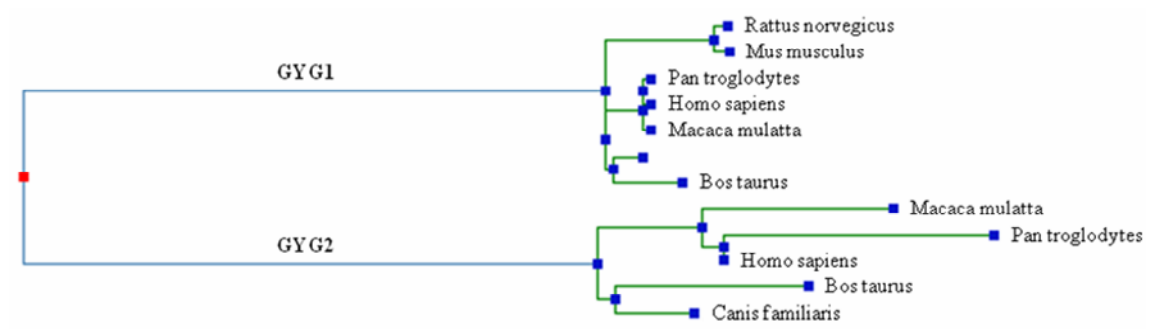 Rattus norvegicus
Mus musculus
GYG1
Pan troglodytes
Homo sapiens
Macaca mulatta
Bos taurus
Macaca mulatta
Pan troglodytes
GYG2
Homo sapiens
Bos taurus
Canis familiaris